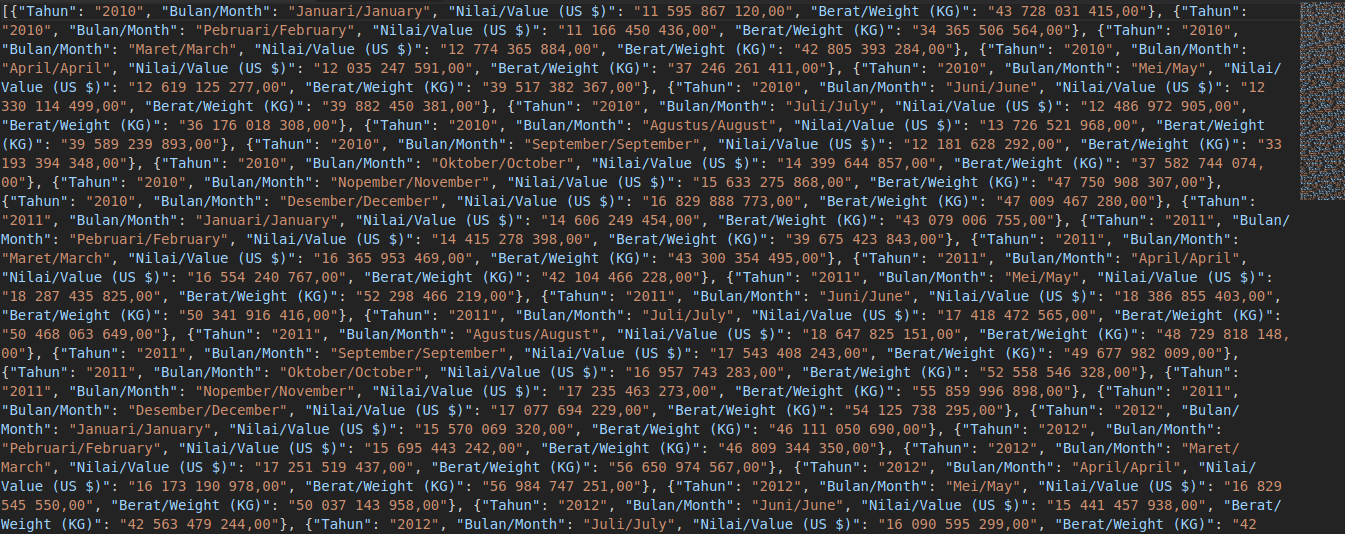 [{"Tahun": "2010", "Bulan/Month": "Januari/January", "Nilai/Value (US $)": "11 595 867 120,00", "Berat/Weight (KG)": "43 728 031 415,00"}, {"Tahun":
"2010", "Bulan/Month": "Pebruari/February", "Nilai/Value (US $)": "11 166 450 436,00", "Berat/Weight (KG)": "34 365 506 564,00"}, {"Tahun": "2010",
"Bulan/Month": "Maret/March", "Nilai/Value (US $)": "12 774 365 884,00", "Berat/Weight (KG)": "42 805 393 284,00"}, {"Tahun": "2010", "Bulan/Month":
"April/April", "Nilai/Value (US $)": "12 035 247 591,00", "Berat/Weight (KG)": "37 246 261 411,00"}, {"Tahun": "2010", "Bulan/Month": "Mei/May", "Nilai/
Value (US $)": "12 619 125 277,00", "Berat/Weight (KG)": "39 517 382 367,00"}, {"Tahun": "2010", "Bulan/Month": "Juni/June", "Nilai/Value (US $)": "12
330 114 499,00", "Berat/Weight (KG)": "39 882 450 381,00"}, {"Tahun": "2010", "Bulan/Month": "Juli/July", "Nilai/Value (US $)": "12 486 972 905,00",
"Berat/Weight (KG)": "36 176 018 308,00"}, {"Tahun": "2010", "Bulan/Month": "Agustus/August", "Nilai/Value (US $)": "13 726 521 968,00", "Berat/Weight
(KG)": "39 589 239 893,00"}, {"Tahun": "2010", "Bulan/Month": "September/September", "Nilai/Value (US $)": "12 181 628 292,00", "Berat/Weight (KG)": "33
193 394 348,00"}, {"Tahun": "2010", "Bulan/Month": "Oktober/October", "Nilai/Value (US $)": "14 399 644 857,00", "Berat/Weight (KG)": "37 582 744 074,
00"}, {"Tahun": "2010", "Bulan/Month": "Nopember/November", "Nilai/Value (US $)": "15 633 275 868,00", "Berat/Weight (KG)": "47 750 908 307,00"},
{"Tahun": "2010", "Bulan/Month": "Desember/December", "Nilai/Value (US $)": "16 829 888 773,00", "Berat/Weight (KG)": "47 009 467 280,00"}, {"Tahun":
"2011", "Bulan/Month": "Januari/January", "Nilai/Value (US $)": "14 606 249 454,00", "Berat/Weight (KG)": "43 079 006 755,00"}, {"Tahun": "2011", "Bulan/
Month": "Pebruari/February", "Nilai/Value (US $)": "14 415 278 398,00", "Berat/Weight (KG)": "39 675 423 843,00"}, {"Tahun": "2011", "Bulan/Month":
"Maret/March", "Nilai/Value (US $)": "16 365 953 469,00", "Berat/Weight (KG)": "43 300 354 495,00"}, {"Tahun": "2011", "Bulan/Month": "April/April",
"Nilai/Value (US $)": "16 554 240 767,00", "Berat/Weight (KG)": "42 104 466 228,00"}, {"Tahun": "2011", "Bulan/Month": "Mei/May", "Nilai/Value (US $)":
"18 287 435 825,00", "Berat/Weight (KG)": "52 298 466 219,00"}, {"Tahun": "2011", "Bulan/Month": "Juni/June", "Nilai/Value (US $)": "18 386 855 403,00",
"Berat/Weight (KG)": "50 341 916 416,00"}, {"Tahun": "2011", "Bulan/Month": "Juli/July", "Nilai/Value (US $)": "17 418 472 565,00", "Berat/Weight (KG)":
"50 468 063 649,00"}, {"Tahun": "2011", "Bulan/Month": "Agustus/August", "Nilai/Value (US $)": "18 647 825 151,00", "Berat/Weight (KG)": "48 729 818 148,
00"}, {"Tahun": "2011", "Bulan/Month": "September/September", "Nilai/Value (US $)": "17 543 408 243,00", "Berat/Weight (KG)": "49 677 982 009,00"},
{"Tahun": "2011", "Bulan/Month": "Oktober/October", "Nilai/Value (US $)": "16 957 743 283,00", "Berat/Weight (KG)": "52 558 546 328,00"}, {"Tahun":
"2011", "Bulan/Month": "Nopember/November", "Nilai/Value (US $)": "17 235 463 273,00", "Berat/Weight (KG)": "55 859 996 898,00"}, {"Tahun": "2011",
"Bulan/Month": "Desember/December", "Nilai/Value (US $)": "17 077 694 229,00", "Berat/Weight (KG)": "54 125 738 295,00"}, {"Tahun": "2012", "Bulan/
Month": "Januari/January", "Nilai/Value (US $)": "15 570 069 320,00", "Berat/Weight (KG)": "46 111 050 690,00"}, {"Tahun": "2012", "Bulan/Month":
"Pebruari/February", "Nilai/Value (US $)": "15 695 443 242,00", "Berat/Weight (KG)": "46 809 344 350,00"}, {"Tahun": "2012", "Bulan/Month": "Maret/
March", "Nilai/Value (US $)": "17 251 519 437,00", "Berat/Weight (KG)": "56 650 974 567,00"}, {"Tahun": "2012", "Bulan/Month": "April/April", "Nilai/
Value (US $)": "16 173 190 978,00", "Berat/Weight (KG)": "56 984 747 251,00"}, {"Tahun": "2012", "Bulan/Month": "Mei/May", "Nilai/Value (US $)": "16 829
545 550,00", "Berat/Weight (KG)": "50 037 143 958,00"}, {"Tahun": "2012", "Bulan/Month": "Juni/June", "Nilai/Value (US $)": "15 441 457 938,00", "Berat/
Weight (KG)": "42 563 479 244,00"}, {"Tahun": "2012", "Bulan/Month": "Juli/July", "Nilai/Value (US $)": "16 090 595 299,00", "Berat/Weight (KG)": "42